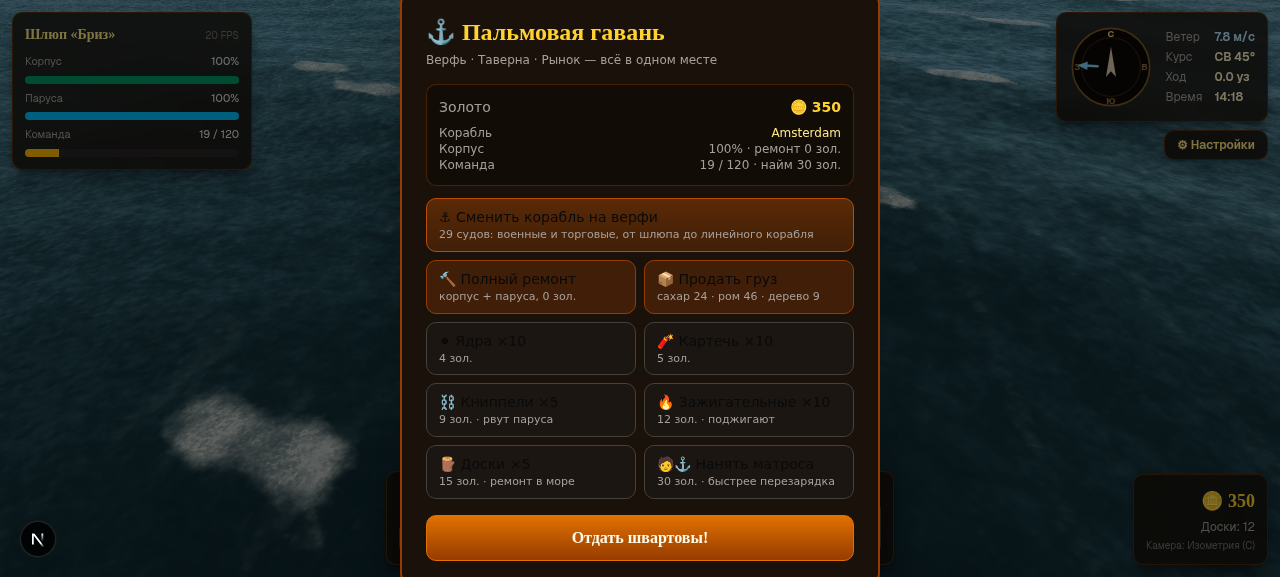 Шлюп «Бриз»
20 FPS
Корпус 100%
Паруса 100%
Команда 19 / 120
⚓ Пальмовая гавань
Верфь · Таверна · Рынок — всё в одном месте
Золото 🪙 350
Корабль Amsterdam
Корпус 100% · ремонт 0 зол.
Команда 19 / 120 · найм 30 зол.
⚓ Сменить корабль на верфи
29 судов: военные и торговые, от шлюпа до линейного корабля
🔨 Полный ремонт
корпус + паруса, 0 зол.
📦 Продать груз
сахар 24 · ром 46 · дерево 9
⚫ Ядра ×10
4 зол.
🧨 Картечь ×10
5 зол.
⛓️ Книппели ×5
9 зол. · рвут паруса
🔥 Зажигательные ×10
12 зол. · поджигают
🪵 Доски ×5
15 зол. · ремонт в море
🧑‍⚓ Нанять матроса
30 зол. · быстрее перезарядка
Отдать швартовы!
С
З
В
Ю
Ветер 7.8 м/с
Курс СВ 45°
Ход 0.0 уз
Время 14:18
⚙ Настройки
🪙 350
Доски: 12
Камера: Изометрия (C)
N